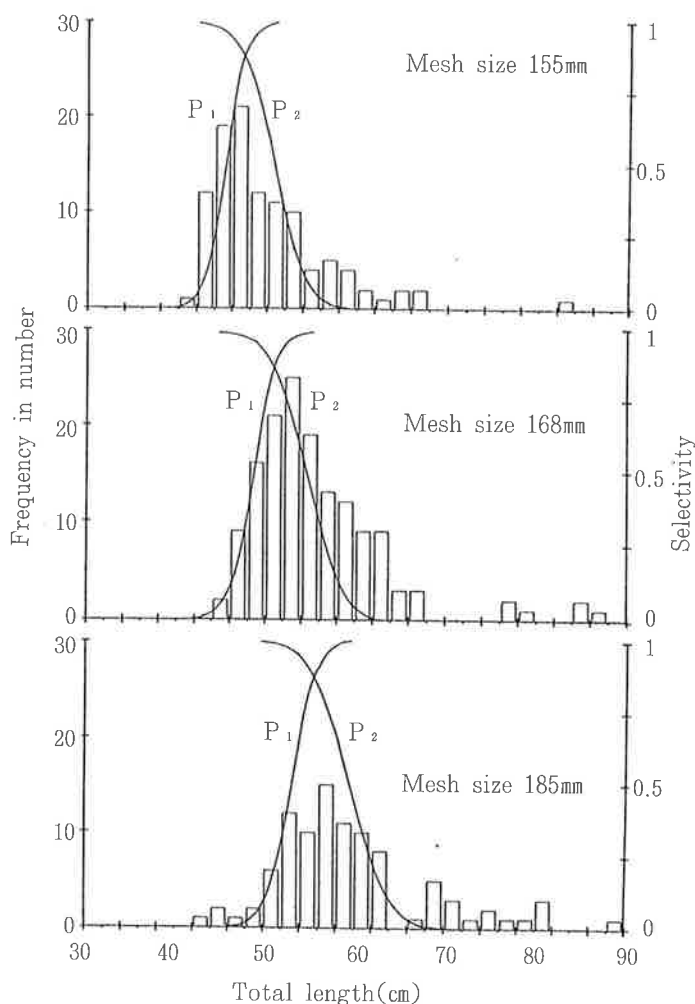 30
20
10
0
1
0.5
0
Mesh size 155mm
P₁
P₂
30
20
10
0
1
0.5
0
Mesh size 168mm
P₁
P₂
30
20
10
0
1
0.5
0
Mesh size 185mm
P₁
P₂
Frequency in number
Selectivity
30 40 50 60 70 80 90
Total length(cm)